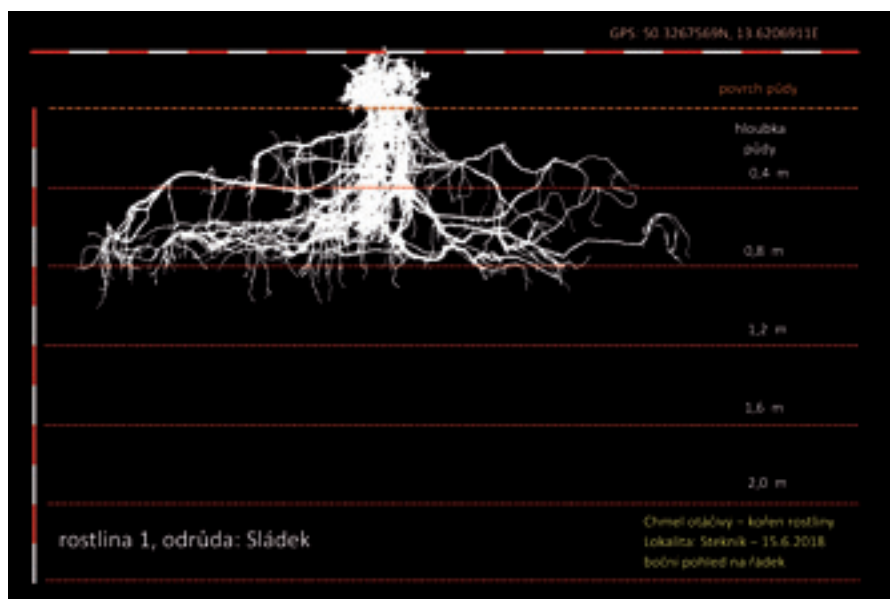 GPS: 50.3267569N, 13.6206911E
povrch půdy
hloubka
půdy
0,4 m
0,8 m
1,2 m
1,6 m
2,0 m
rostlina 1, odrůda: Sládek
Chmel otáčivý – kořen rostliny
Lokalita: Stekník – 15.6.2018
boční pohled na řádek